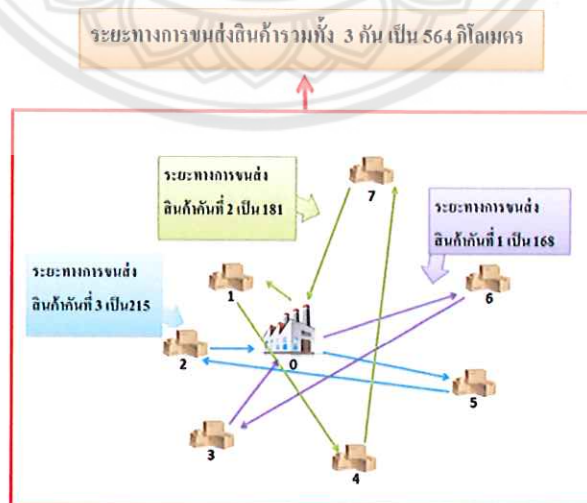 ระยะทางการขนส่งสินค้ารวมทั้ง 3 คัน เป็น 564 กิโลเมตร
ระยะทางการขนส่ง
สินค้าคันที่ 2 เป็น 181
7
ระยะทางการขนส่ง
สินค้าคันที่ 1 เป็น 168
ระยะทางการขนส่ง
สินค้าคันที่ 3 เป็น215
1
6
2
0
5
3
4